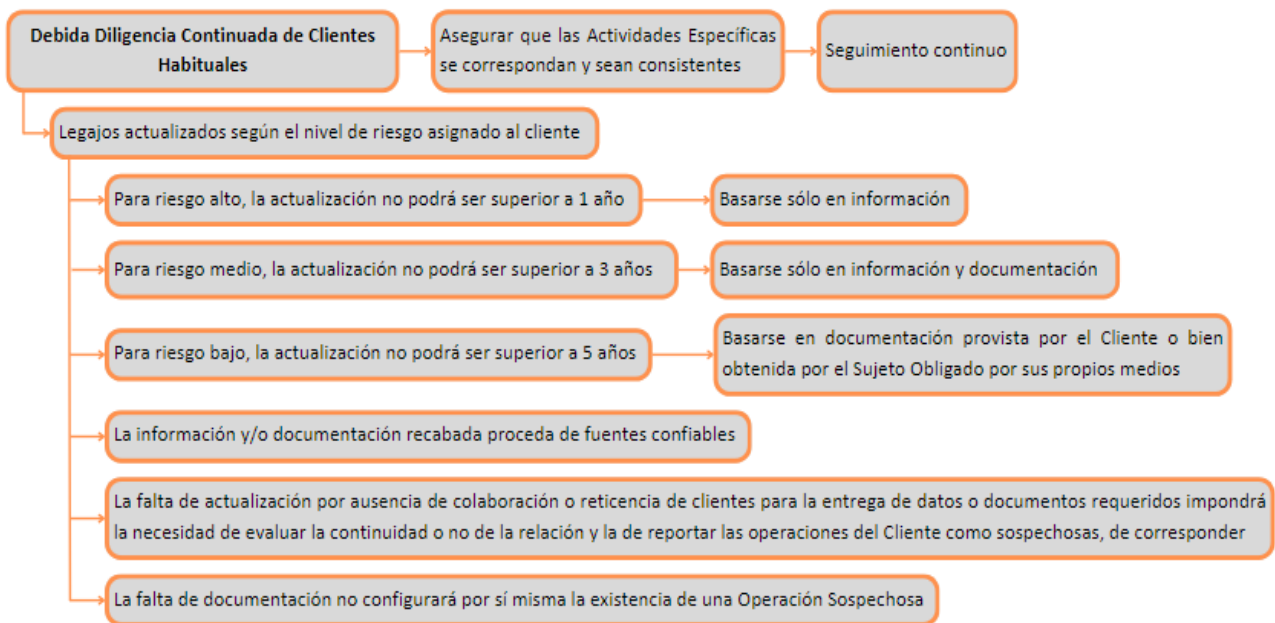 Debida Diligencia Continuada de Clientes
Habituales
Asegurar que las Actividades Específicas
se correspondan y sean consistentes
Seguimiento continuo
Legajos actualizados según el nivel de riesgo asignado al cliente
Para riesgo alto, la actualización no podrá ser superior a 1 año
Basarse sólo en información
Para riesgo medio, la actualización no podrá ser superior a 3 años
Basarse sólo en información y documentación
Para riesgo bajo, la actualización no podrá ser superior a 5 años
Basarse en documentación provista por el Cliente o bien
obtenida por el Sujeto Obligado por sus propios medios
La información y/o documentación recabada proceda de fuentes confiables
La falta de actualización por ausencia de colaboración o reticencia de clientes para la entrega de datos o documentos requeridos impondrá
la necesidad de evaluar la continuidad o no de la relación y la de reportar las operaciones del Cliente como sospechosas, de corresponder
La falta de documentación no configurará por sí misma la existencia de una Operación Sospechosa